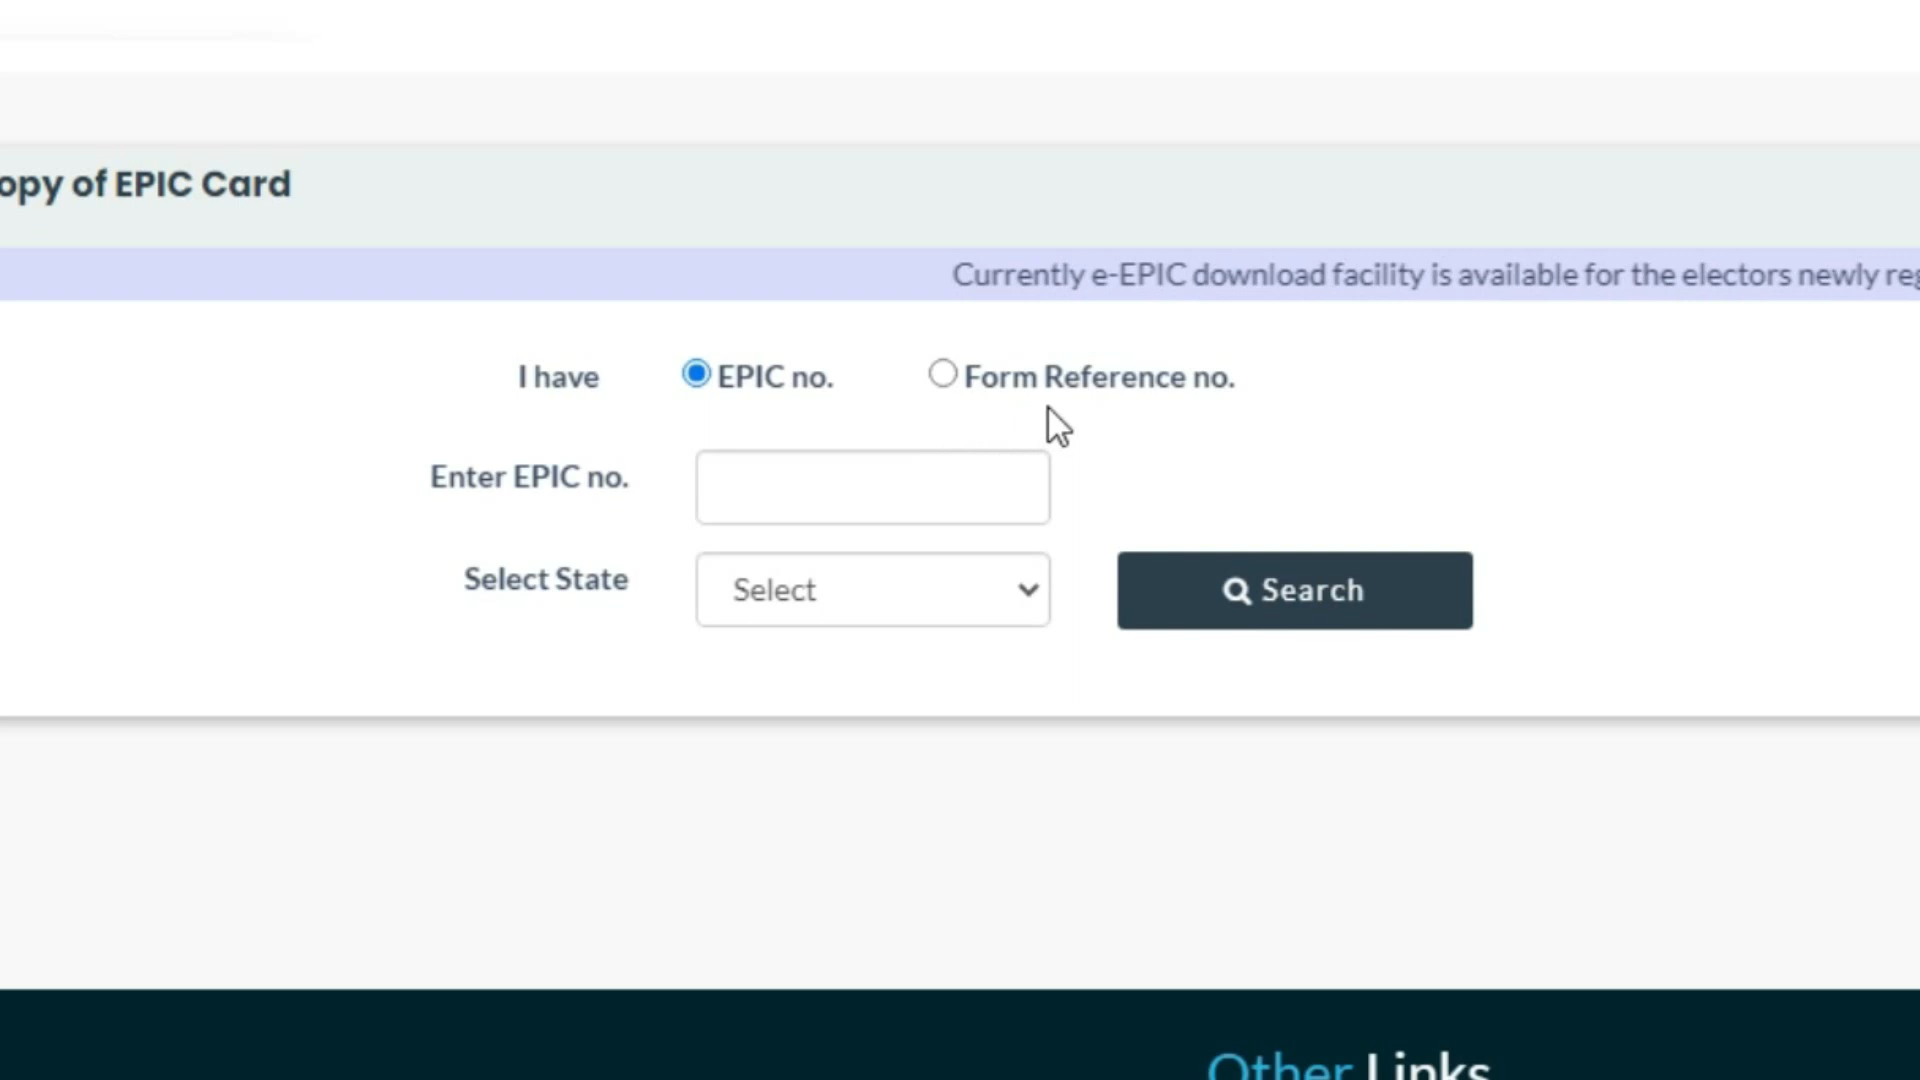 opy of EPIC Card
Currently e-EPIC download facility is available for the electors newly reg
I have EPIC no. Form Reference no.
Enter EPIC no.
Select State Select Search
Other Links